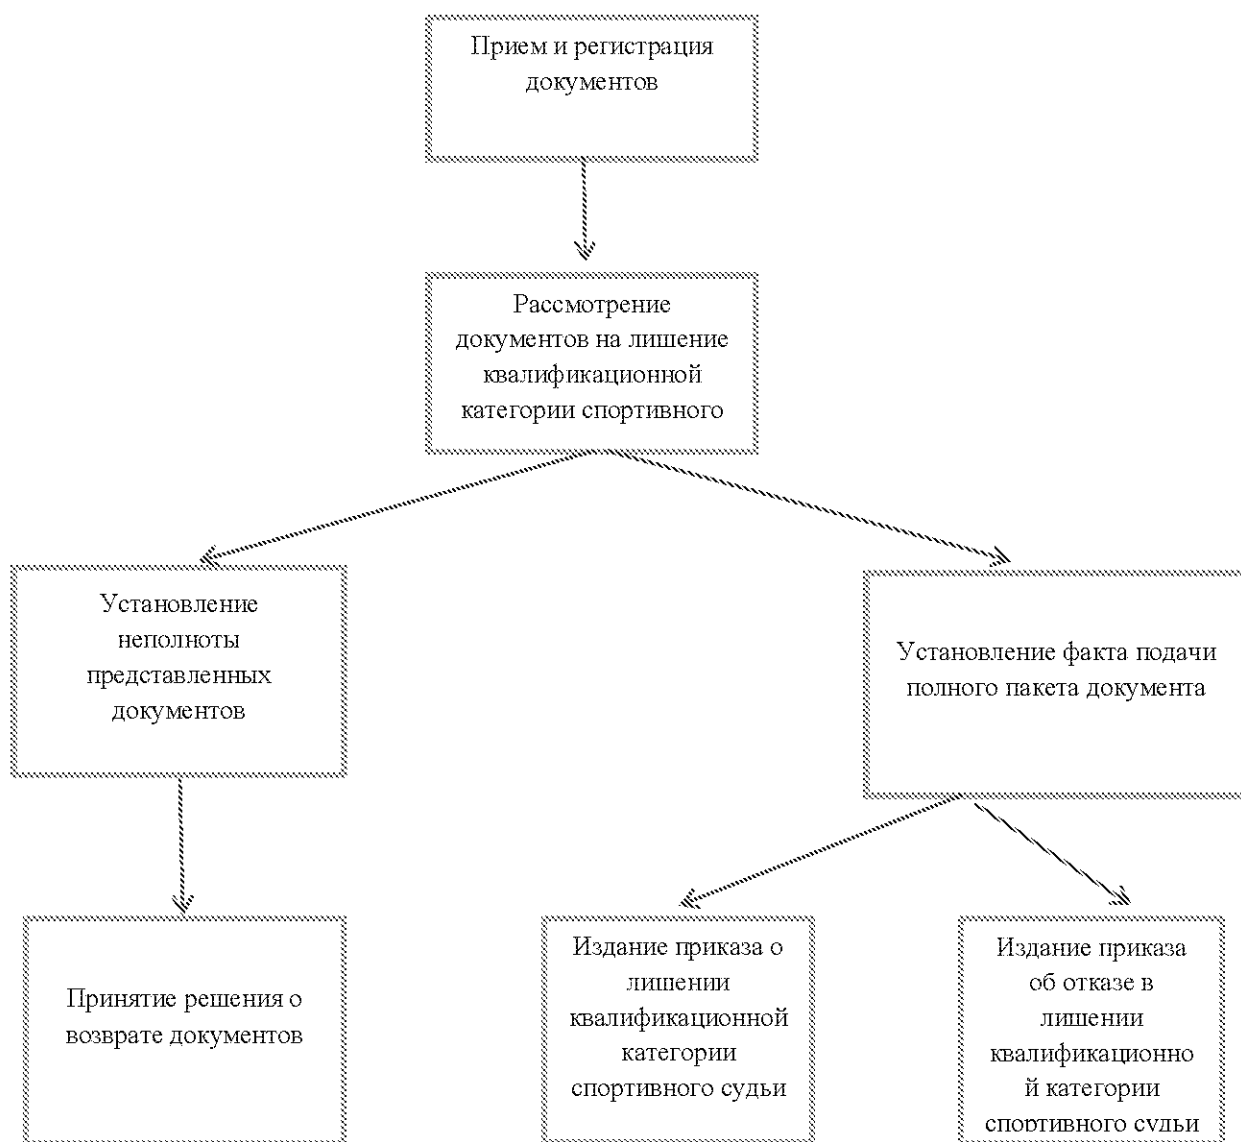 Прием и регистрация
документов
Рассмотрение
документов на лишение
квалификационной
категории спортивного
Установление
неполноты
представленных
документов
Установление факта подачи
полного пакета документа
Принятие решения о
возврате документов
Издание приказа о
лишении
квалификационной
категории
спортивного судьи
Издание приказа
об отказе в
лишении
квалификационно
й категории
спортивного судьи